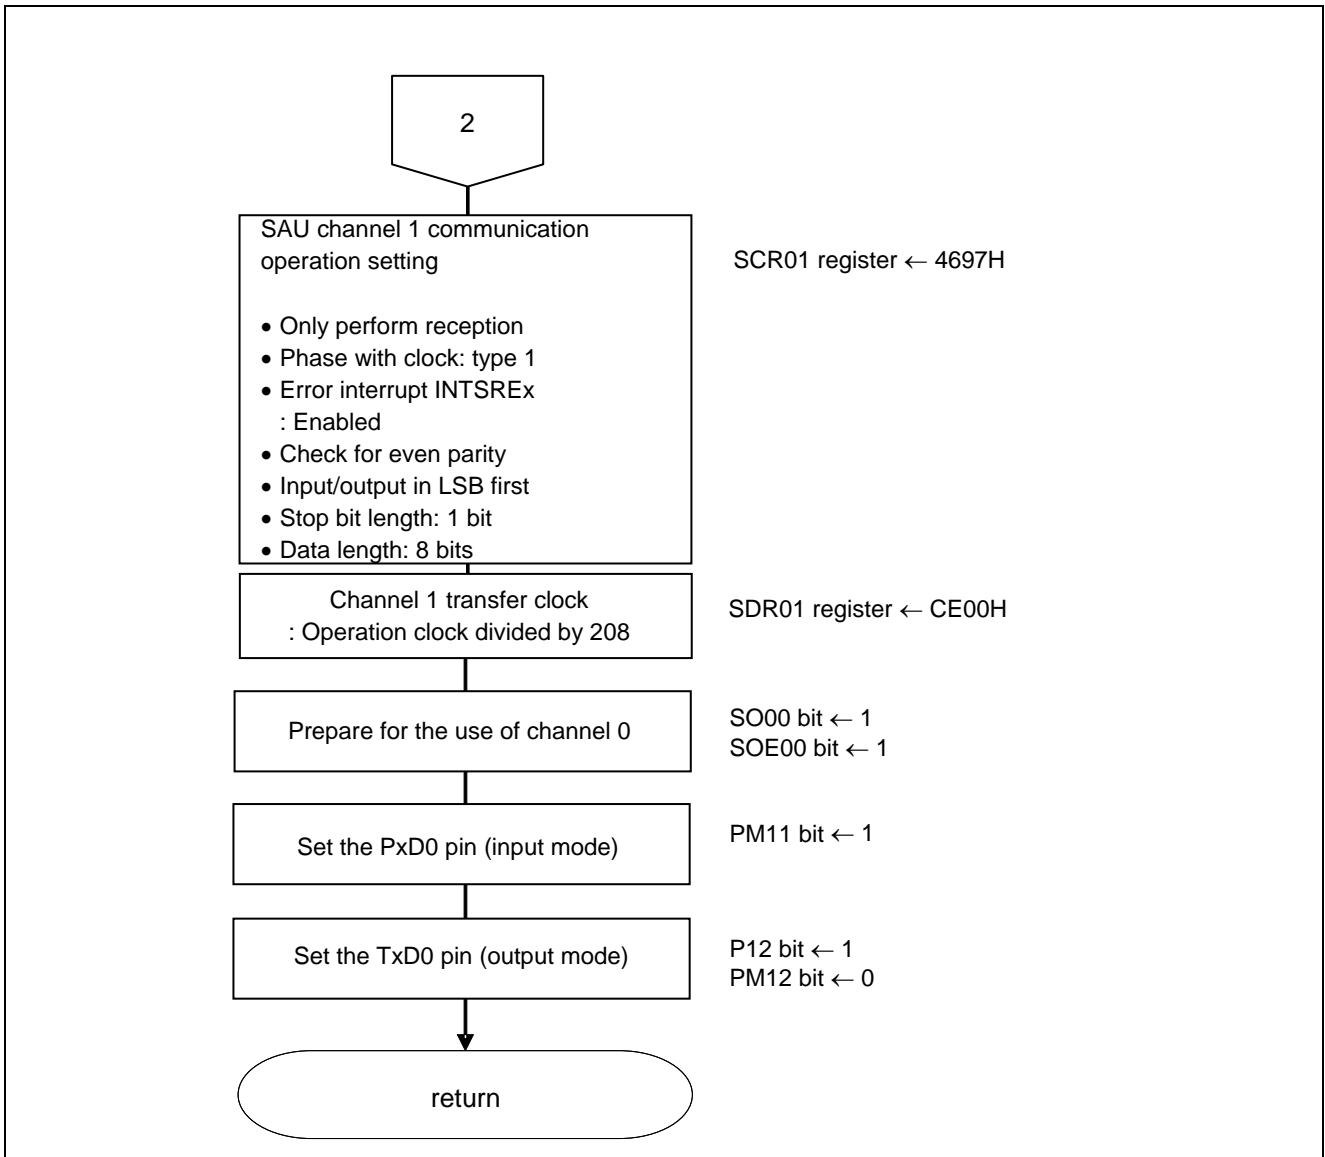 2
SAU channel 1 communication
operation setting
SCR01 register ← 4697H
• Only perform reception
• Phase with clock: type 1
• Error interrupt INTSREx
: Enabled
• Check for even parity
• Input/output in LSB first
• Stop bit length: 1 bit
• Data length: 8 bits
Channel 1 transfer clock
: Operation clock divided by 208
SDR01 register ← CE00H
Prepare for the use of channel 0
SO00 bit ← 1
SOE00 bit ← 1
Set the PxD0 pin (input mode)
PM11 bit ← 1
Set the TxD0 pin (output mode)
P12 bit ← 1
PM12 bit ← 0
return